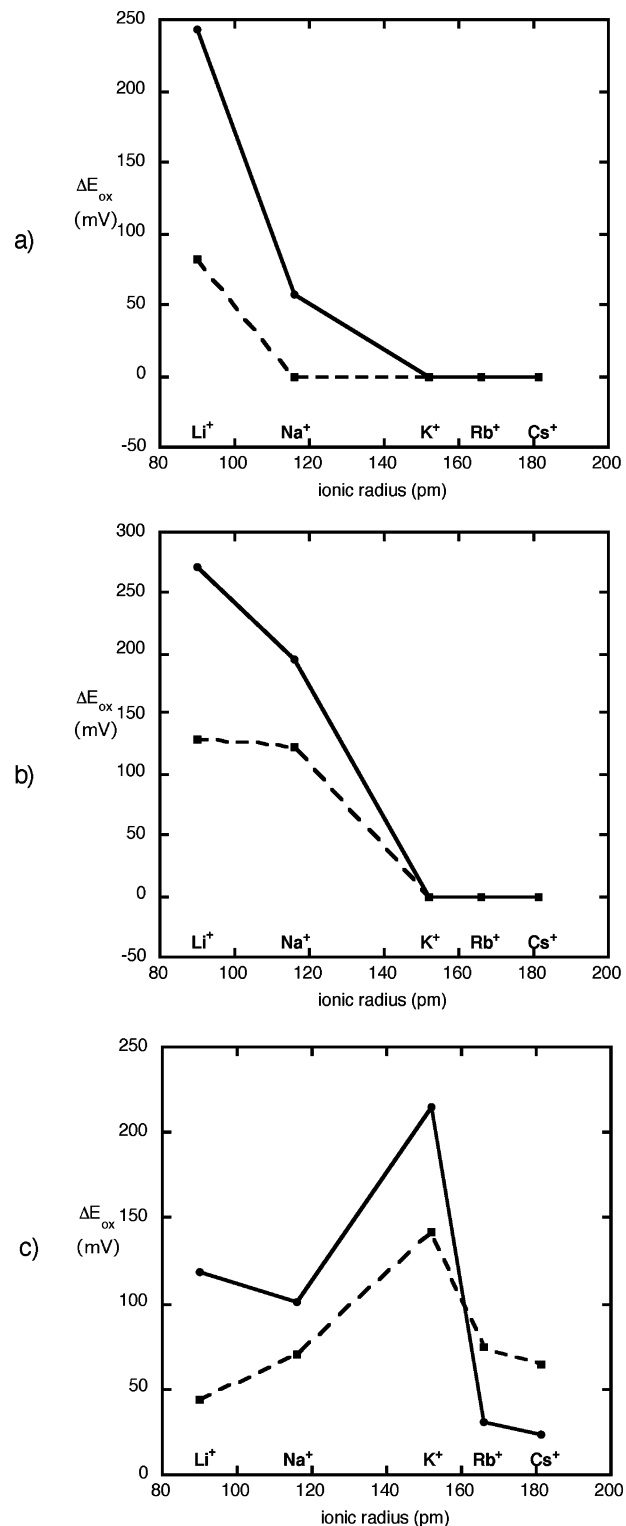 a)
250
200
150
100
50
0
-50
ΔEox
(mV)
Li+ Na+ K+ Rb+ Cs+
80 100 120 140 160 180 200
ionic radius (pm)
b)
300
250
200
150
100
50
0
-50
ΔEox
(mV)
Li+ Na+ K+ Rb+ Cs+
80 100 120 140 160 180 200
ionic radius (pm)
c)
250
200
150
100
50
0
ΔEox
(mV)
Li+ Na+ K+ Rb+ Cs+
80 100 120 140 160 180 200
ionic radius (pm)